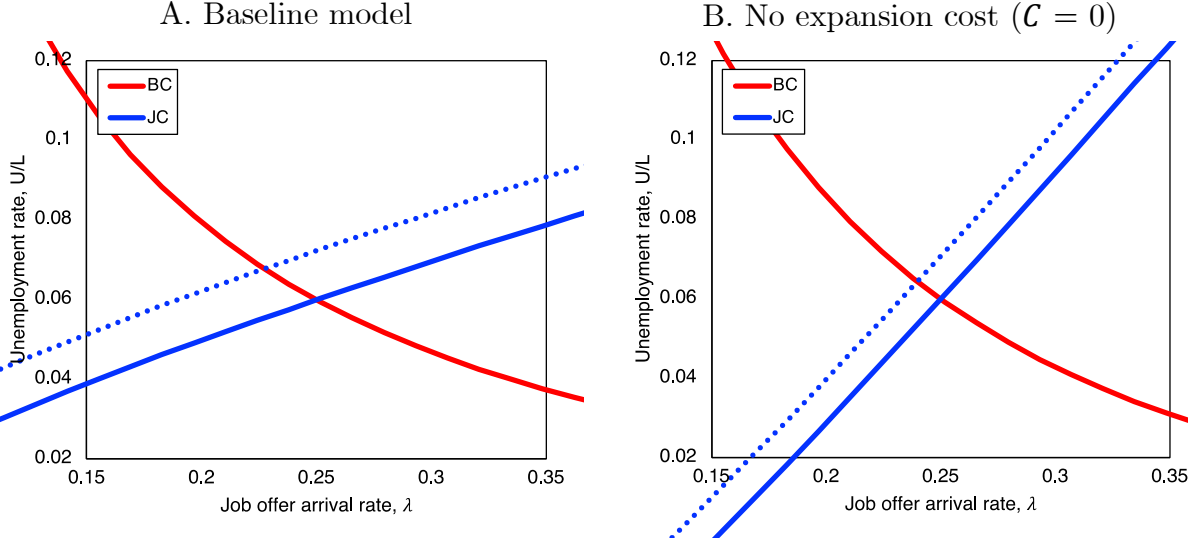 A. Baseline model
0.12
0.1
0.08
0.06
0.04
0.02
Unemployment rate, U/L
BC
JC
0.15
0.2
0.25
0.3
0.35
Job offer arrival rate, λ
B. No expansion cost (C = 0)
0.12
0.1
0.08
0.06
0.04
0.02
Unemployment rate, U/L
BC
JC
0.15
0.2
0.25
0.3
0.35
Job offer arrival rate, λ